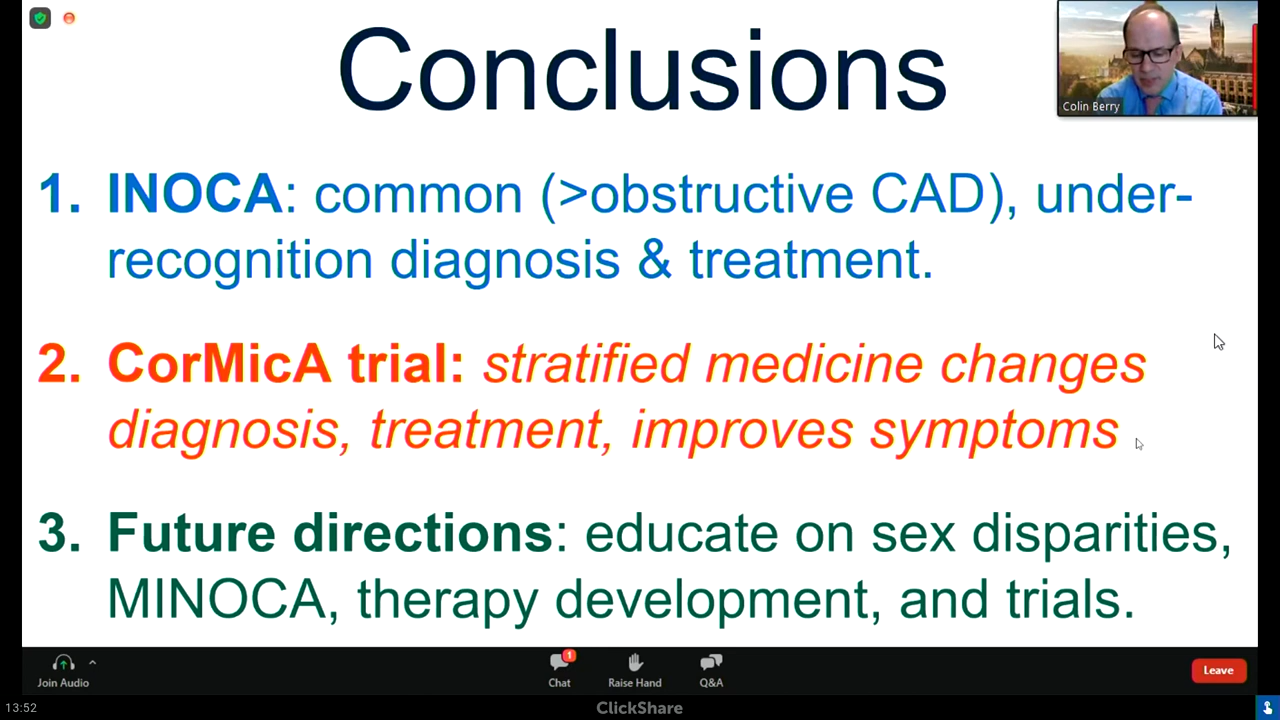 Conclusions
Colin Berry
1. INOCA: common (>obstructive CAD), under-
recognition diagnosis & treatment.
2. CorMicA trial: stratified medicine changes
diagnosis, treatment, improves symptoms
3. Future directions: educate on sex disparities,
MINOCA, therapy development, and trials.
Join Audio
1
Chat
Raise Hand
Q&A
Leave
13:52
ClickShare